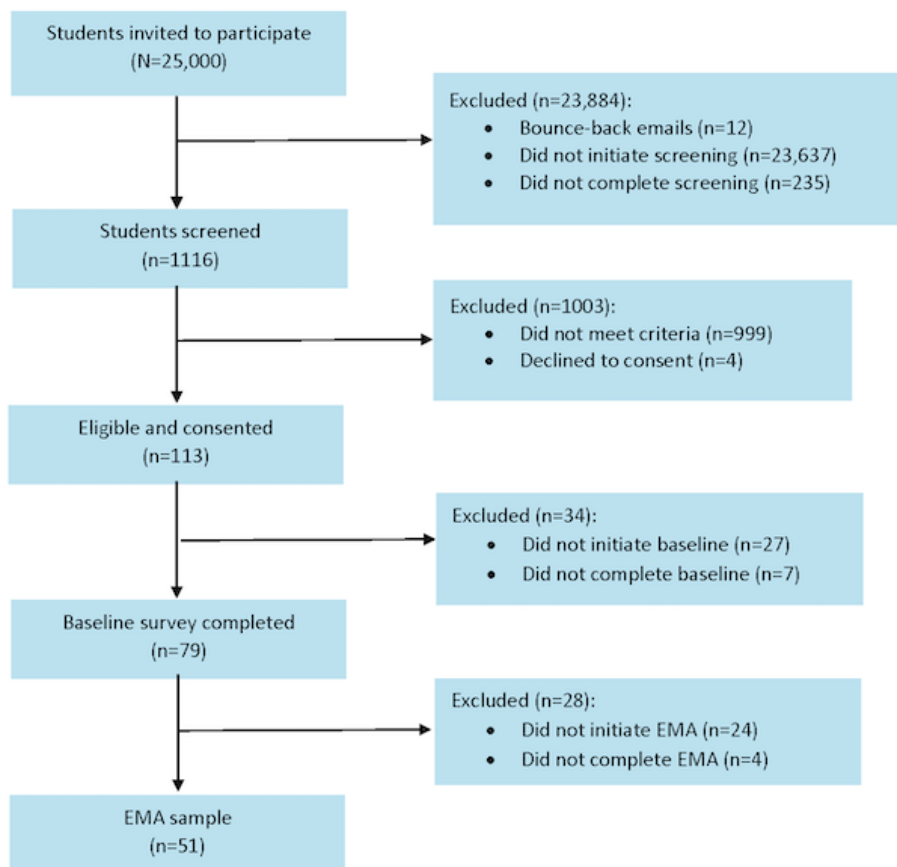 Students invited to participate
(N=25,000)
Excluded (n=23,884):
• Bounce-back emails (n=12)
• Did not initiate screening (n=23,637)
• Did not complete screening (n=235)
Students screened
(n=1116)
Excluded (n=1003):
• Did not meet criteria (n=999)
• Declined to consent (n=4)
Eligible and consented
(n=113)
Excluded (n=34):
• Did not initiate baseline (n=27)
• Did not complete baseline (n=7)
Baseline survey completed
(n=79)
Excluded (n=28):
• Did not initiate EMA (n=24)
• Did not complete EMA (n=4)
EMA sample
(n=51)